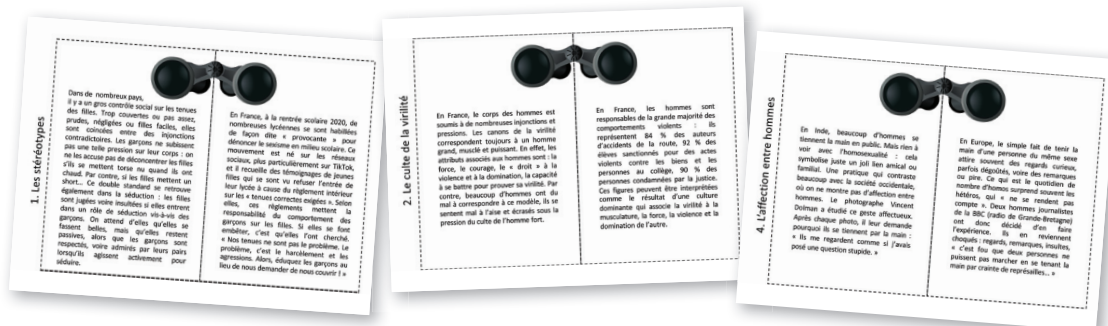 1. Les stéréotypes
Dans de nombreux pays,
il y a un gros contrôle social sur les tenues
des filles. Trop couvertes ou pas assez,
prudes, négligées ou filles faciles, elles
sont coincées entre des injonctions
contradictoires. Les garçons ne subissent
pas une telle pression sur leur corps : on
ne les accuse pas de déconcentrer les filles
s'ils se mettent torse nu quand ils ont
chaud. Par contre, si les filles mettent un
short... Ce double standard se retrouve
également dans la séduction : les filles
sont jugées voire insultées si elles entrent
dans un rôle de séduction vis-à-vis des
garçons. On attend d'elles qu'elles se
fassent belles, mais qu'elles restent
passives, alors que les garçons sont
respectés, voire admirés par leurs pairs
lorsqu'ils agissent activement pour
séduire.
En France, à la rentrée scolaire 2020, de
nombreuses lycéennes se sont habillées
de façon dite « provocante » pour
dénoncer le sexisme en milieu scolaire. Ce
mouvement est né sur les réseaux
sociaux, plus particulièrement sur TikTok,
et il recueille des témoignages de jeunes
filles qui se sont vu refuser l'entrée de
leur lycée à cause du règlement intérieur
sur les « tenues correctes exigées ». Selon
elles, ces règlements mettent la
responsabilité du comportement des
garçons sur les filles. Si elles se font
embêter, c'est qu'elles l'ont cherché.
« Nos tenues ne sont pas le problème. Le
problème, c'est le harcèlement et les
agressions. Alors, éduquez les garçons au
lieu de nous demander de nous couvrir ! »
2. Le culte de la virilité
En France, le corps des hommes est
soumis à de nombreuses injonctions et
pressions. Les canons de la virilité
correspondent toujours à un homme
grand, musclé et puissant. En effet, les
attributs associés aux hommes sont : la
force, le courage, le « droit » à la
violence et à la domination, la capacité
à se battre pour prouver sa virilité. Par
contre, beaucoup d'hommes ont du
mal à correspondre à ce modèle, ils se
sentent mal à l'aise et écrasés sous la
pression du culte de l'homme fort.
En France, les hommes sont
responsables de la grande majorité des
comportements violents : ils
représentent 84 % des auteurs
d'accidents de la route, 92 % des
élèves sanctionnés pour des actes
violents contre les biens et les
personnes au collège, 90 % des
personnes condamnées par la justice.
Ces figures peuvent être interprétées
comme le résultat d'une culture
dominante qui associe la virilité à la
musculature, la force, la violence et la
domination de l'autre.
4. L'affection entre hommes
En Inde, beaucoup d'hommes se
tiennent la main en public. Mais rien à
voir avec l'homosexualité : cela
symbolise juste un joli lien amical ou
familial. Une pratique qui contraste
beaucoup avec la société occidentale,
où on ne montre pas d'affection entre
hommes. Le photographe Vincent
Dolman a étudié ce geste affectueux.
Après chaque photo, il leur demande
pourquoi ils se tiennent par la main :
« Ils me regardent comme si j'avais
posé une question stupide. »
En Europe, le simple fait de tenir la
main d'une personne du même sexe
attire souvent des regards curieux,
parfois dégoûtés, voire des remarques
ou pire. Ce qui est le quotidien de
nombre d'homos surprend souvent les
hétéros, qui « ne se rendent pas
compte ». Deux hommes journalistes
de la BBC (radio de Grande-Bretagne)
ont donc décidé d'en faire
l'expérience. Ils en reviennent
choqués : regards, remarques, insultes,
« c'est fou que deux personnes ne
puissent pas marcher en se tenant la
main par crainte de représailles... »